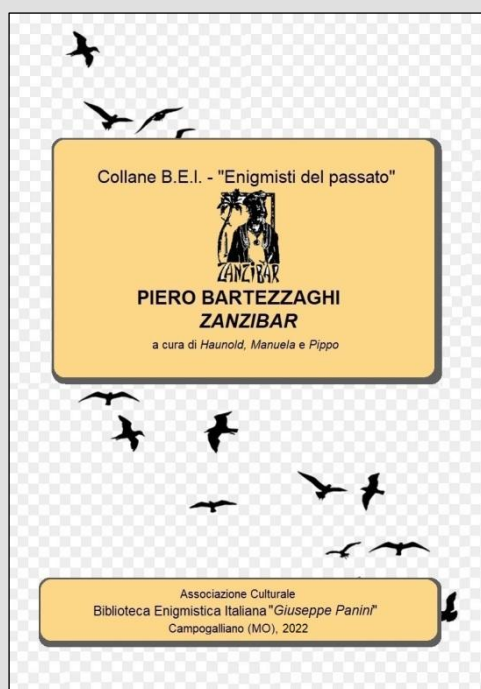 Collane B.E.I. - "Enigmisti del passato"
ZANZIBAR
PIERO BARTEZZAGHI
ZANZIBAR
a cura di Haunold, Manuela e Pippo
Associazione Culturale
Biblioteca Enigmistica Italiana "Giuseppe Panini"
Campogalliano (MO), 2022